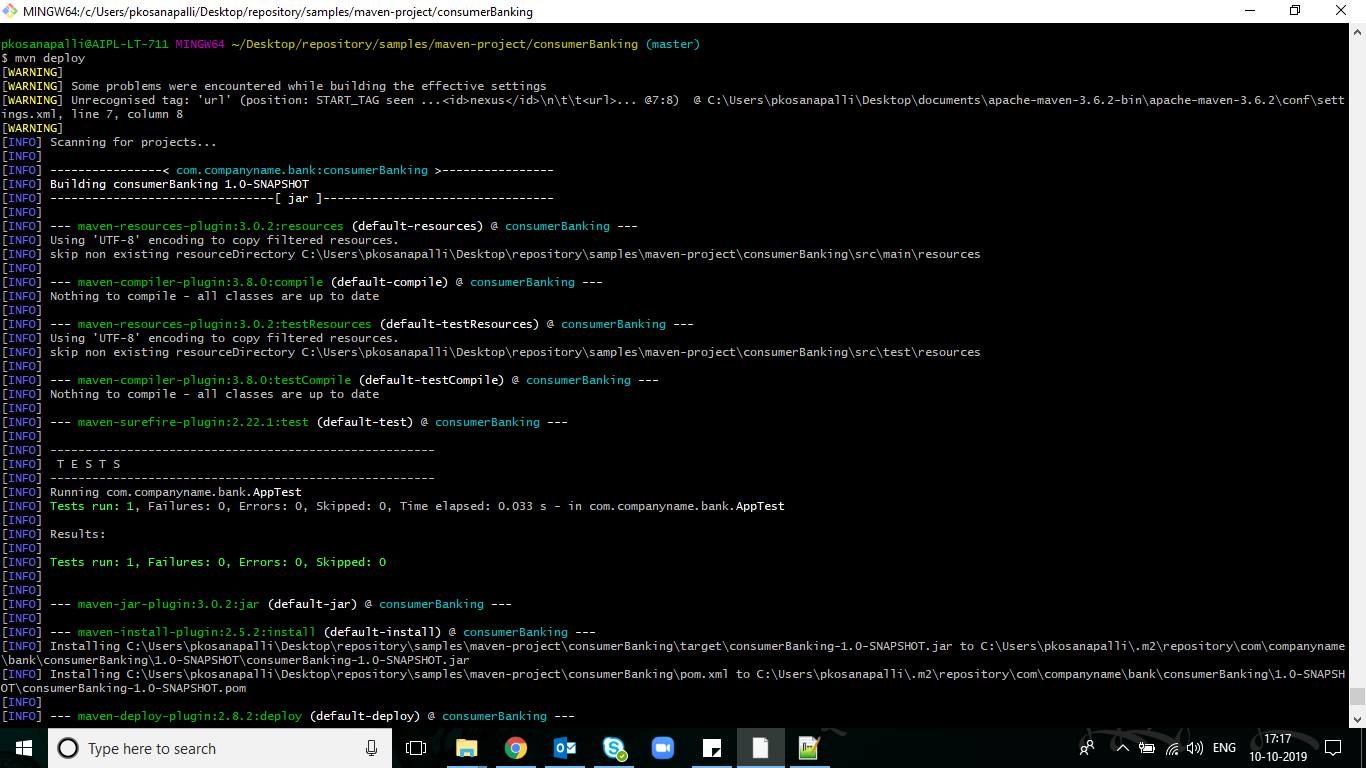 MINGW64:/c/Users/pkosanapalli/Desktop/repository/samples/maven-project/consumerBanking
pkosanapalli@AIPL-LT-711 MINGW64 ~/Desktop/repository/samples/maven-project/consumerBanking (master)
$ mvn deploy
[WARNING]
[WARNING] Some problems were encountered while building the effective settings
[WARNING] Unrecognised tag: 'url' (position: START_TAG seen ...<id>nexus</id>\n\t\t<url>... @7:8)  @ C:\Users\pkosanapalli\Desktop\documents\apache-maven-3.6.2-bin\apache-maven-3.6.2\conf\sett
ings.xml, line 7, column 8
[WARNING]
[INFO] Scanning for projects...
[INFO]
[INFO] -----------------< com.companyname.bank:consumerBanking >----------------
[INFO] Building consumerBanking 1.0-SNAPSHOT
[INFO] --------------------------------[ jar ]---------------------------------
[INFO]
[INFO] --- maven-resources-plugin:3.0.2:resources (default-resources) @ consumerBanking ---
[INFO] Using 'UTF-8' encoding to copy filtered resources.
[INFO] skip non existing resourceDirectory C:\Users\pkosanapalli\Desktop\repository\samples\maven-project\consumerBanking\src\main\resources
[INFO]
[INFO] --- maven-compiler-plugin:3.8.0:compile (default-compile) @ consumerBanking ---
[INFO] Nothing to compile - all classes are up to date
[INFO]
[INFO] --- maven-resources-plugin:3.0.2:testResources (default-testResources) @ consumerBanking ---
[INFO] Using 'UTF-8' encoding to copy filtered resources.
[INFO] skip non existing resourceDirectory C:\Users\pkosanapalli\Desktop\repository\samples\maven-project\consumerBanking\src\test\resources
[INFO]
[INFO] --- maven-compiler-plugin:3.8.0:testCompile (default-testCompile) @ consumerBanking ---
[INFO] Nothing to compile - all classes are up to date
[INFO]
[INFO] --- maven-surefire-plugin:2.22.1:test (default-test) @ consumerBanking ---
[INFO]
[INFO] -------------------------------------------------------
[INFO]  T E S T S
[INFO] -------------------------------------------------------
[INFO] Running com.companyname.bank.AppTest
[INFO] Tests run: 1, Failures: 0, Errors: 0, Skipped: 0, Time elapsed: 0.033 s - in com.companyname.bank.AppTest
[INFO]
[INFO] Results:
[INFO]
[INFO] Tests run: 1, Failures: 0, Errors: 0, Skipped: 0
[INFO]
[INFO]
[INFO] --- maven-jar-plugin:3.0.2:jar (default-jar) @ consumerBanking ---
[INFO]
[INFO] --- maven-install-plugin:2.5.2:install (default-install) @ consumerBanking ---
[INFO] Installing C:\Users\pkosanapalli\Desktop\repository\samples\maven-project\consumerBanking\target\consumerBanking-1.0-SNAPSHOT.jar to C:\Users\pkosanapalli\.m2\repository\com\companyname
\bank\consumerBanking\1.0-SNAPSHOT\consumerBanking-1.0-SNAPSHOT.jar
[INFO] Installing C:\Users\pkosanapalli\Desktop\repository\samples\maven-project\consumerBanking\pom.xml to C:\Users\pkosanapalli\.m2\repository\com\companyname\bank\consumerBanking\1.0-SNAPSH
OT\consumerBanking-1.0-SNAPSHOT.pom
[INFO]
[INFO] --- maven-deploy-plugin:2.8.2:deploy (default-deploy) @ consumerBanking ---
Type here to search
ENG
17:17
10-10-2019